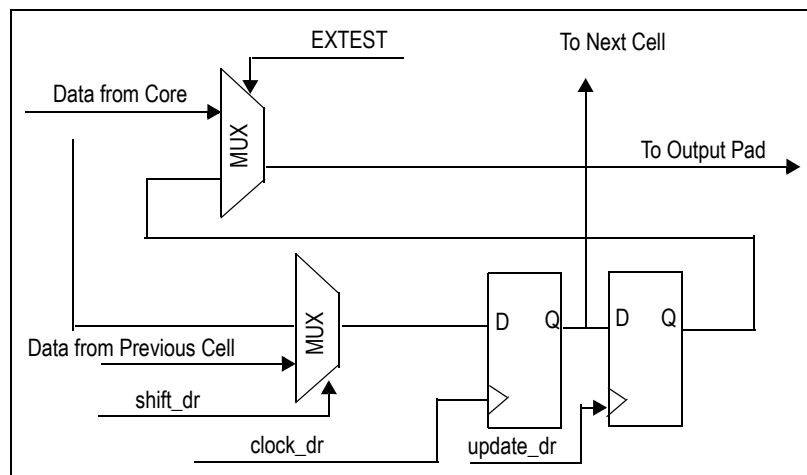 EXTEST
To Next Cell
Data from Core
MUX
To Output Pad
D Q
D Q
MUX
Data from Previous Cell
shift_dr
clock_dr
update_dr